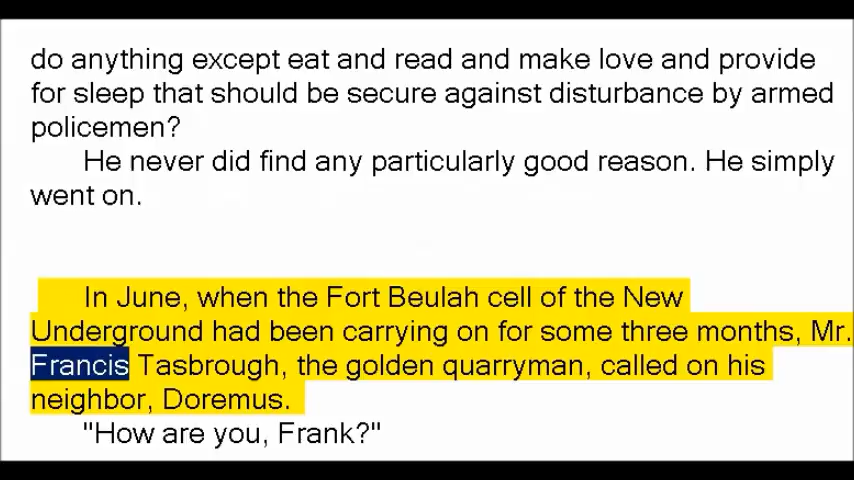 do anything except eat and read and make love and provide
for sleep that should be secure against disturbance by armed
policemen?
He never did find any particularly good reason. He simply
went on.
In June, when the Fort Beulah cell of the New
Underground had been carrying on for some three months, Mr.
Francis Tasbrough, the golden quarryman, called on his
neighbor, Doremus.
"How are you, Frank?"